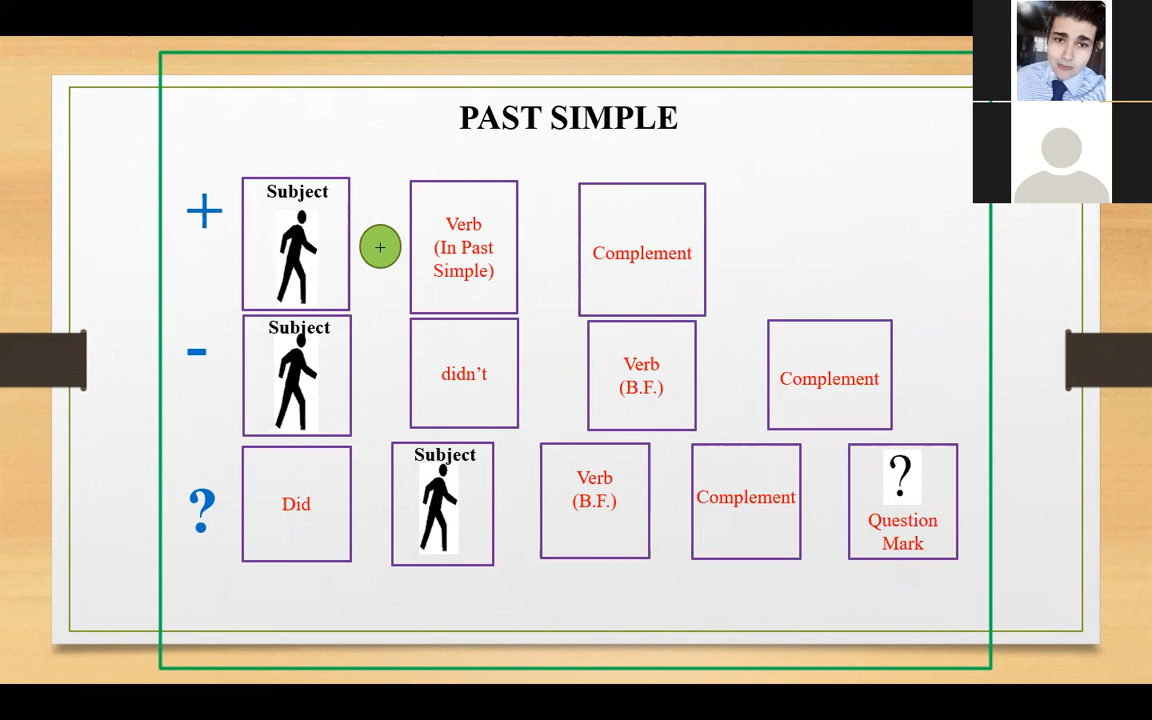 PAST SIMPLE
+
Subject
+
Verb
(In Past
Simple)
Complement
-
Subject
didn't
Verb
(B.F.)
Complement
?
Did
Subject
Verb
(B.F.)
Complement
?
Question
Mark